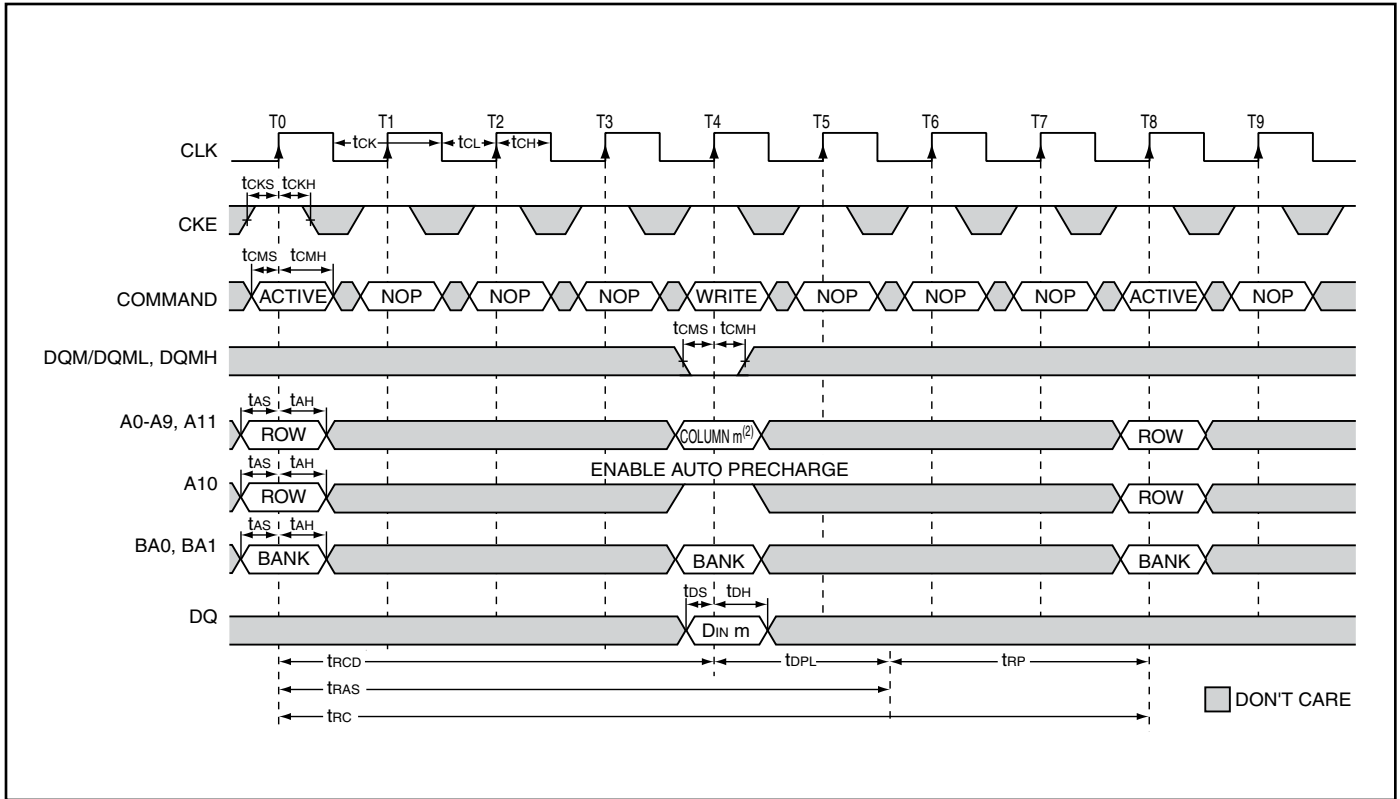 T0 T1 T2 T3 T4 T5 T6 T7 T8 T9
CLK tCK tCL tCH
tCKS tCKH
CKE
tCMS tCMH
COMMAND ACTIVE NOP NOP NOP WRITE NOP NOP NOP ACTIVE NOP
tCMS tCMH
DQM/DQML, DQMH
tAS tAH
A0-A9, A11 ROW COLUMN m(2) ROW
tAS tAH ENABLE AUTO PRECHARGE
A10 ROW ROW
tAS tAH
BA0, BA1 BANK BANK BANK
tDS tDH
DQ DIN m
tRCD tDPL tRP
tRAS
DON'T CARE
tRC